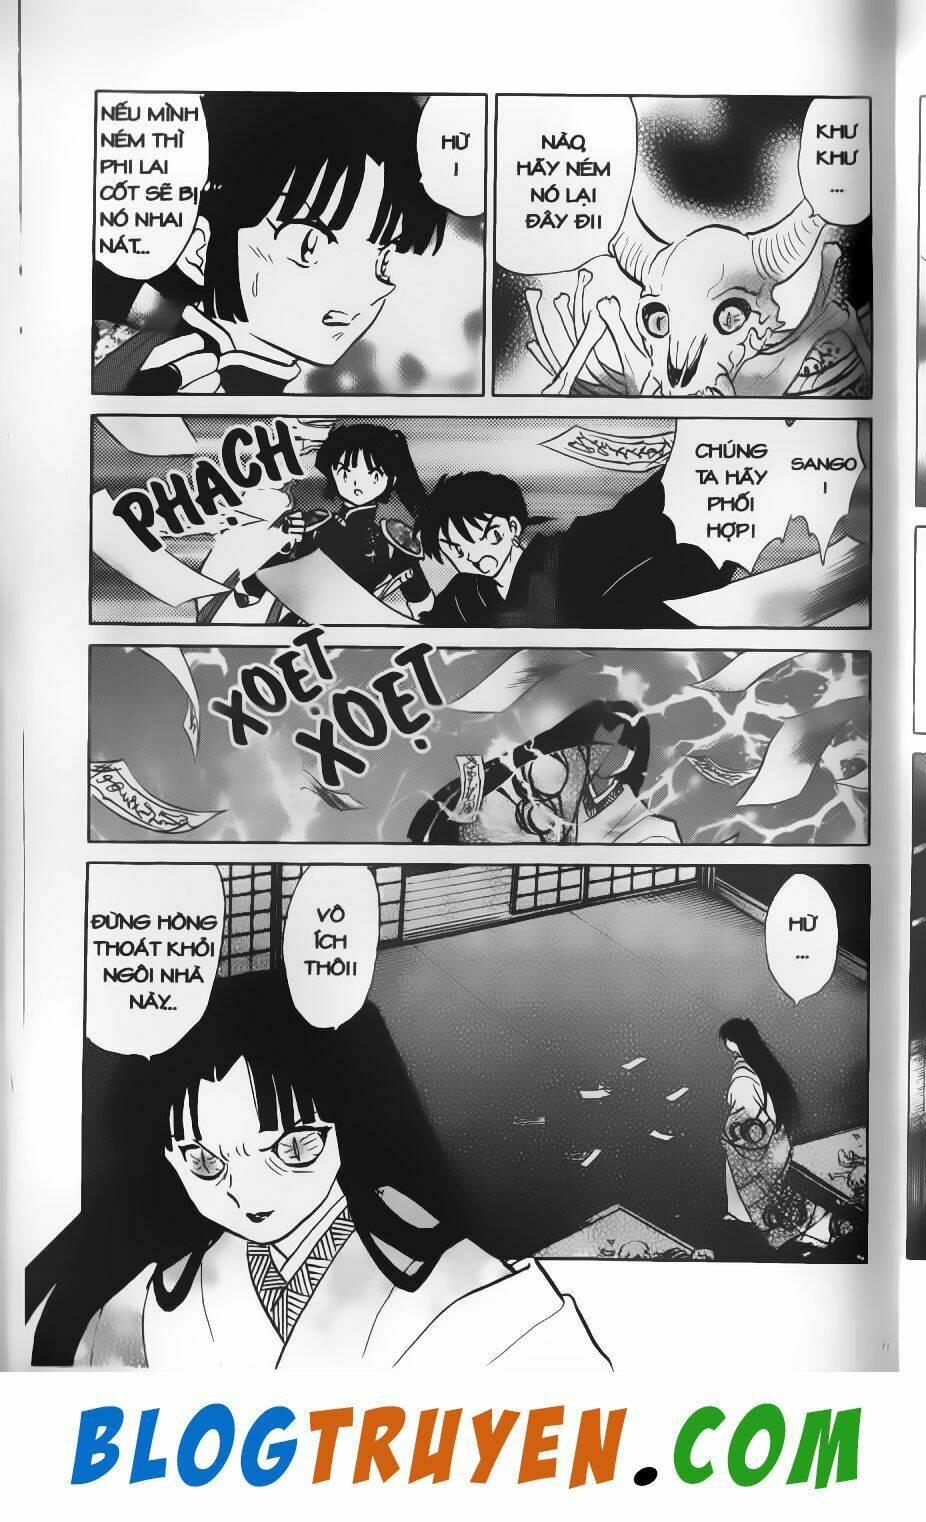 KHƯ
KHƯ
...
NÀO,
HÃY NÉM
NÓ LẠI
ĐÂY ĐI!
HỪ
!
NẾU MÌNH
NÉM THÌ
PHI LAI
CỐT SẼ BỊ
NÓ NHAI
NÁT...
SANGO
!
CHÚNG
TA HÃY
PHỐI
HỢP!
PHẠCH
XOẸT
XOẸT
HỪ
...
VÔ
ÍCH
THÔI!
ĐỪNG HÒNG
THOÁT KHỎI
NGÔI NHÀ
NÀY...
11
BLOGTRUYEN.COM